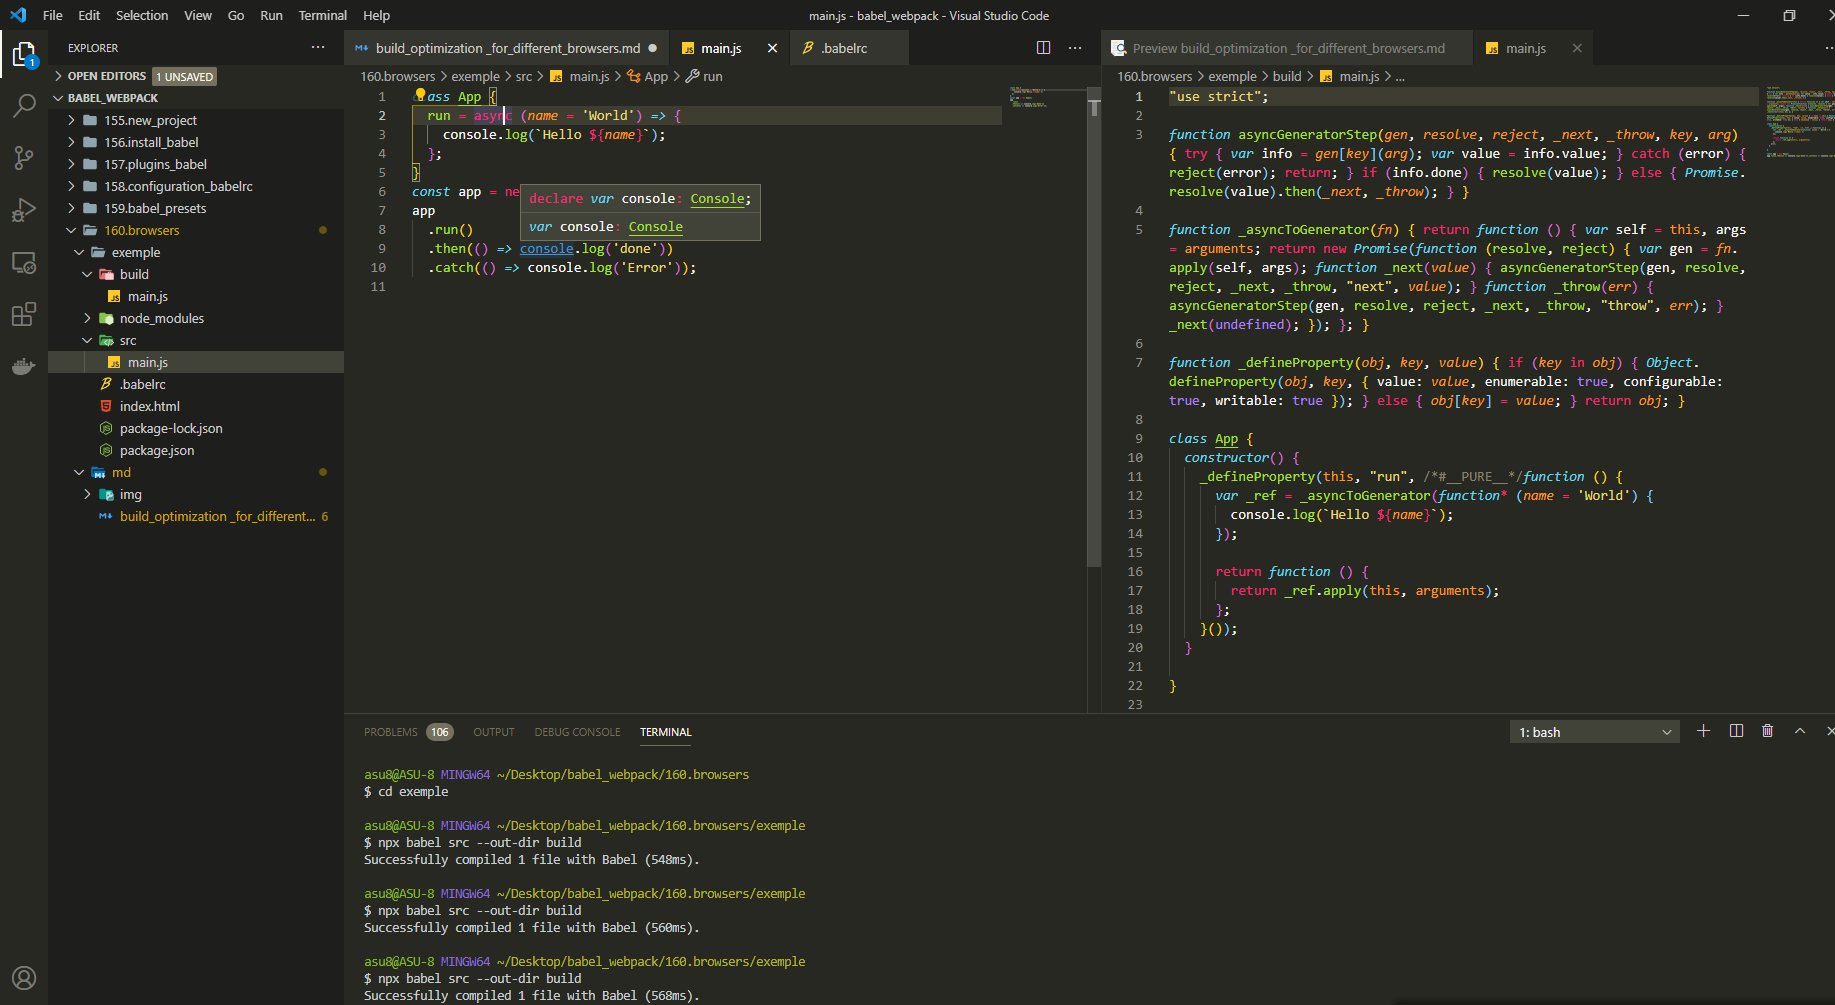 File Edit Selection View Go Run Terminal Help
main.js - babel_webpack - Visual Studio Code
EXPLORER
OPEN EDITORS 1 UNSAVED
BABEL_WEBPACK
155.new_project
156.install_babel
157.plugins_babel
158.configuration_babelrc
159.babel_presets
160.browsers
exemple
build
JS main.js
node_modules
src
JS main.js
.babelrc
index.html
package-lock.json
package.json
md
img
build_optimization _for_different... 6
1
build_optimization _for_different_browsers.md
JS main.js
.babelrc
160.browsers > exemple > src > JS main.js > App > run
1 ass App {
2 run = async (name = 'World') => {
3 console.log(`Hello ${name}`);
4 };
5 }
6 const app = ne
7 app
8 .run()
9 .then(() => console.log('done'))
10 .catch(() => console.log('Error'));
11
declare var console: Console;
var console: Console
Preview build_optimization _for_different_browsers.md
JS main.js
160.browsers > exemple > build > JS main.js > ...
1 "use strict";
2
3 function asyncGeneratorStep(gen, resolve, reject, _next, _throw, key, arg)
{ try { var info = gen[key](arg); var value = info.value; } catch (error) {
reject(error); return; } if (info.done) { resolve(value); } else { Promise.
resolve(value).then(_next, _throw); } }
4
5 function _asyncToGenerator(fn) { return function () { var self = this, args
= arguments; return new Promise(function (resolve, reject) { var gen = fn.
apply(self, args); function _next(value) { asyncGeneratorStep(gen, resolve,
reject, _next, _throw, "next", value); } function _throw(err) {
asyncGeneratorStep(gen, resolve, reject, _next, _throw, "throw", err); }
_next(undefined); }); }; }
6
7 function _defineProperty(obj, key, value) { if (key in obj) { Object.
defineProperty(obj, key, { value: value, enumerable: true, configurable:
true, writable: true }); } else { obj[key] = value; } return obj; }
8
9 class App {
10 constructor() {
11 _defineProperty(this, "run", /*#__PURE__*/function () {
12 var _ref = _asyncToGenerator(function* (name = 'World') {
13 console.log(`Hello ${name}`);
14 });
15
16 return function () {
17 return _ref.apply(this, arguments);
18 };
19 }());
20 }
21
22 }
23
PROBLEMS 106 OUTPUT DEBUG CONSOLE TERMINAL
1: bash
asu8@ASU-8 MINGW64 ~/Desktop/babel_webpack/160.browsers
$ cd exemple
asu8@ASU-8 MINGW64 ~/Desktop/babel_webpack/160.browsers/exemple
$ npx babel src --out-dir build
Successfully compiled 1 file with Babel (548ms).
asu8@ASU-8 MINGW64 ~/Desktop/babel_webpack/160.browsers/exemple
$ npx babel src --out-dir build
Successfully compiled 1 file with Babel (560ms).
asu8@ASU-8 MINGW64 ~/Desktop/babel_webpack/160.browsers/exemple
$ npx babel src --out-dir build
Successfully compiled 1 file with Babel (568ms).